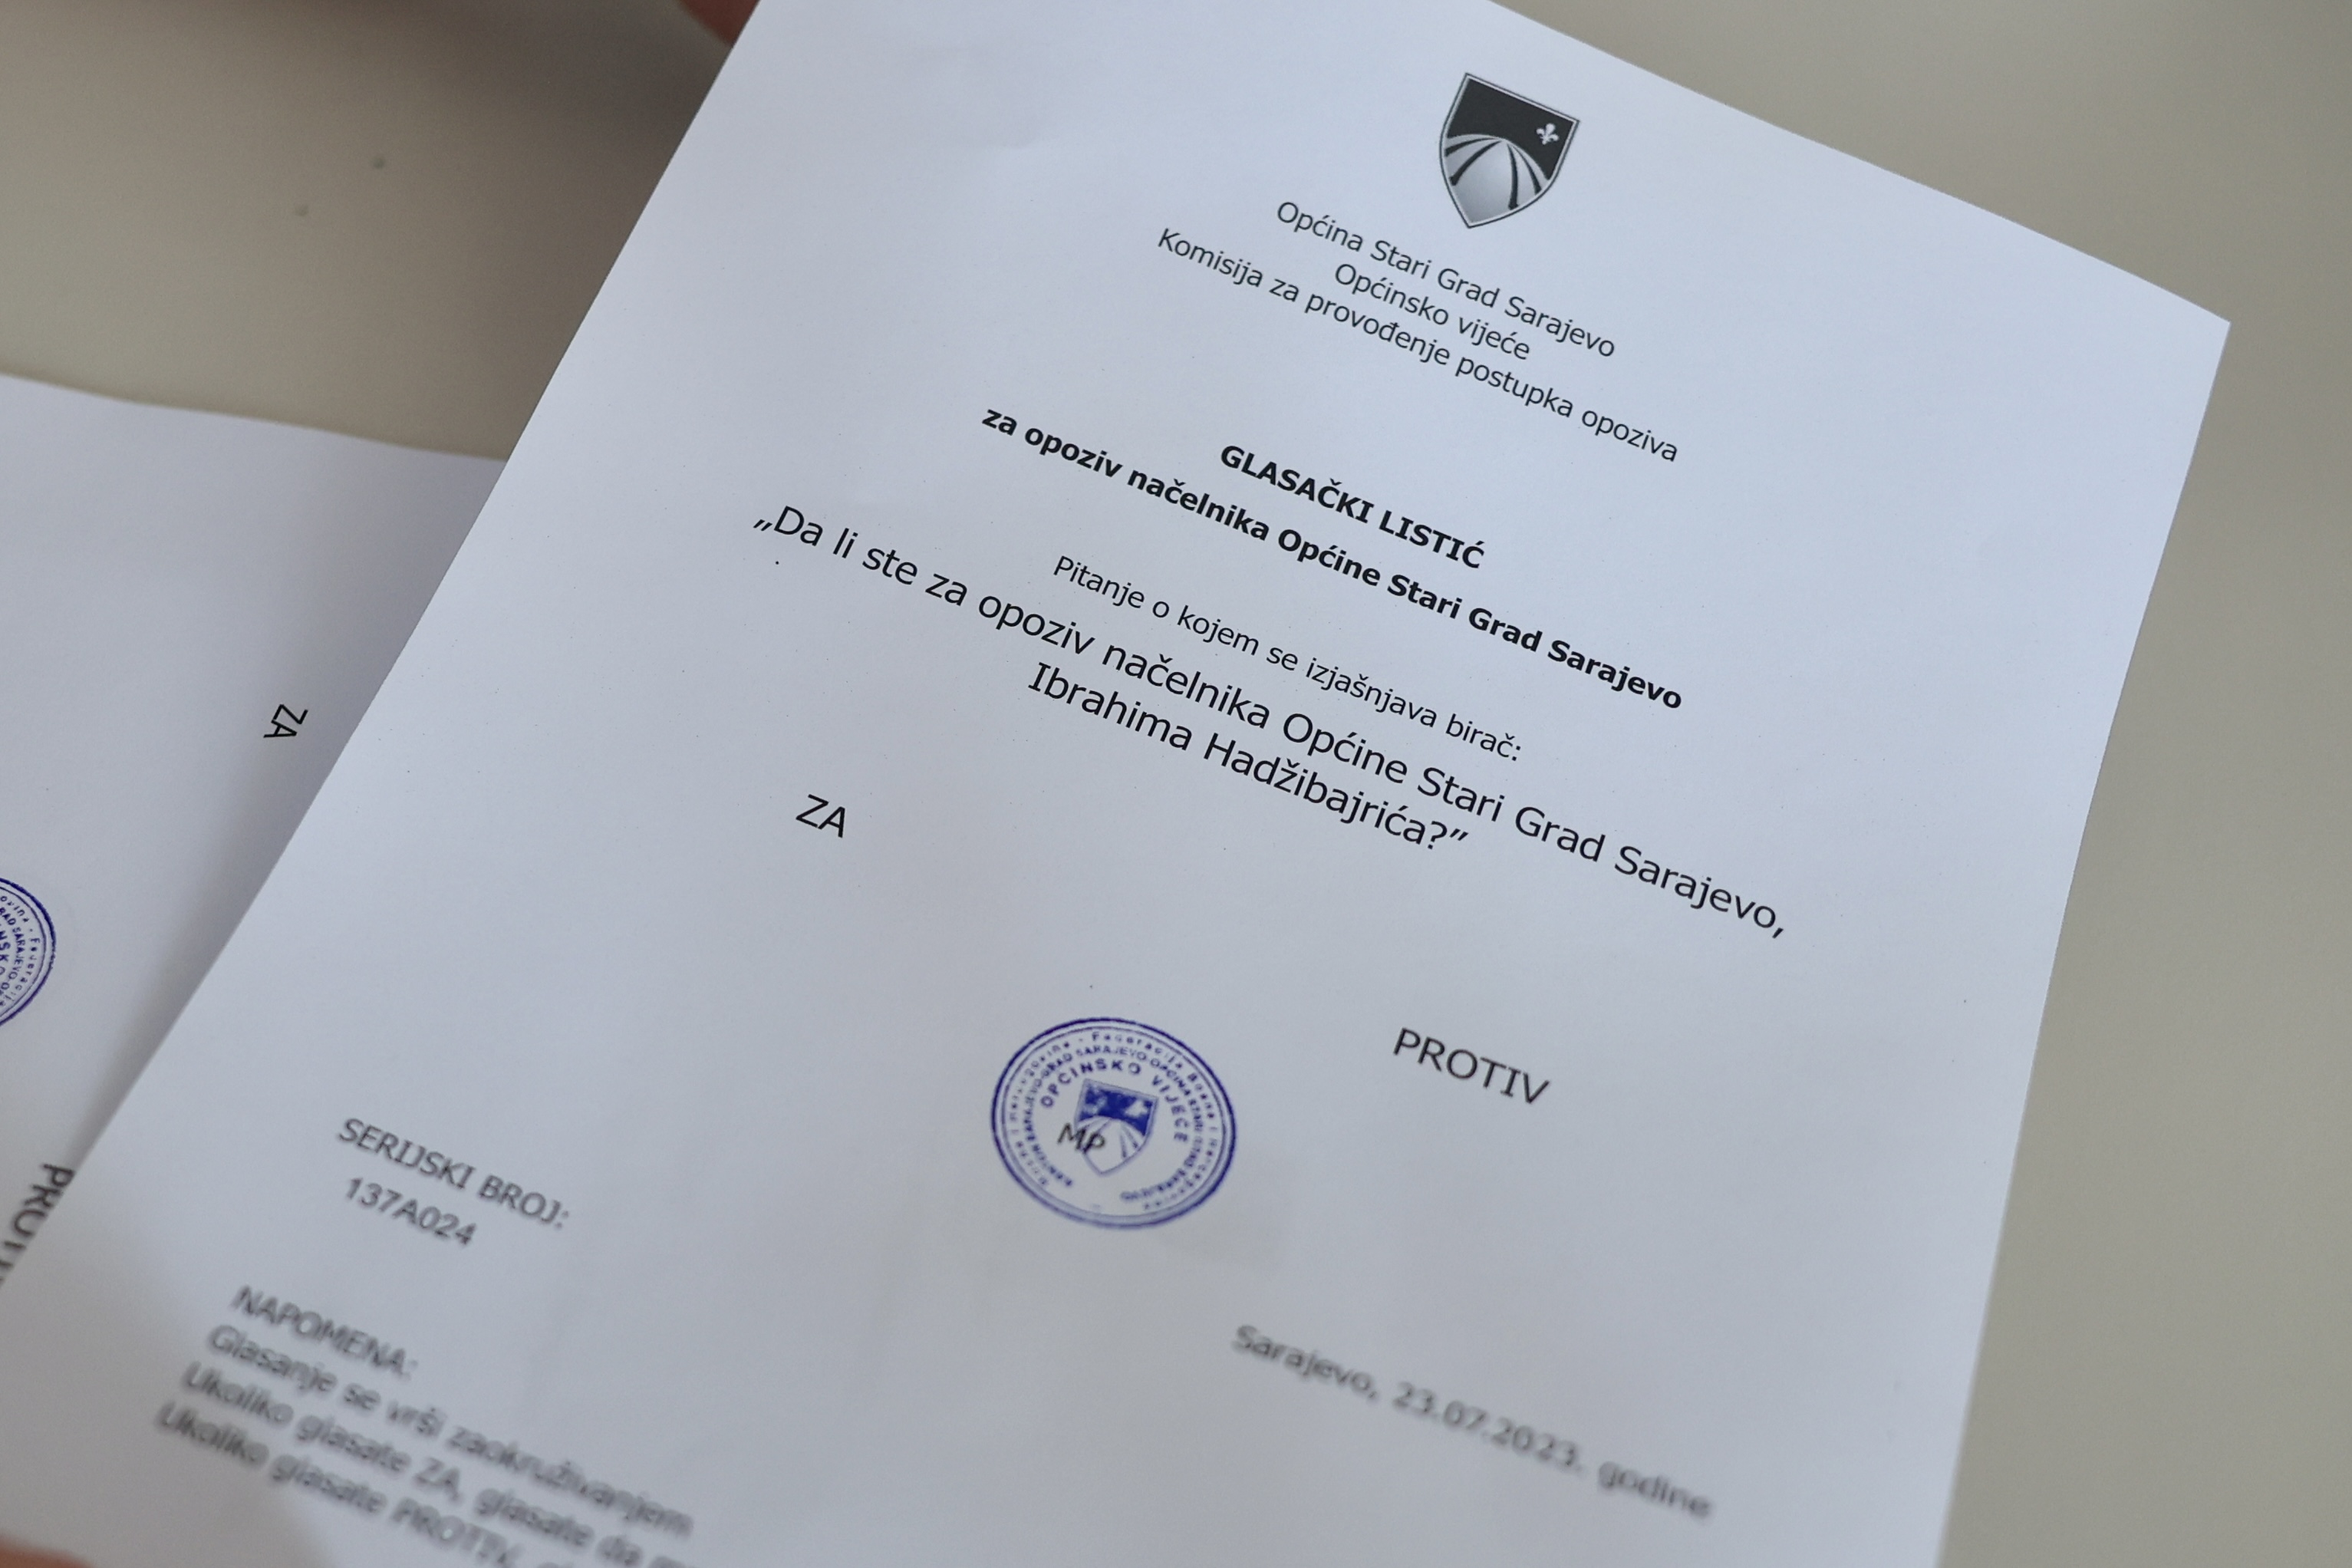 Općina Stari Grad Sarajevo
Općinsko vijeće
Komisija za provođenje postupka opoziva
GLASAČKI LISTIĆ
za opoziv načelnika Općine Stari Grad Sarajevo
Pitanje o kojem se izjašnjava birač:
„Da li ste za opoziv načelnika Općine Stari Grad Sarajevo,
Ibrahima Hadžibajrića?”
ZA
PROTIV
OPĆINSKO VIJEĆE
MP
SERIJSKI BROJ:
137A024
NAPOMENA:
Glasanje se vrši zaokruživanjem
Ukoliko glasate ZA, glasate da
Ukoliko glasate PROTIV,
Sarajevo, 23.07.2023. godine
ZA